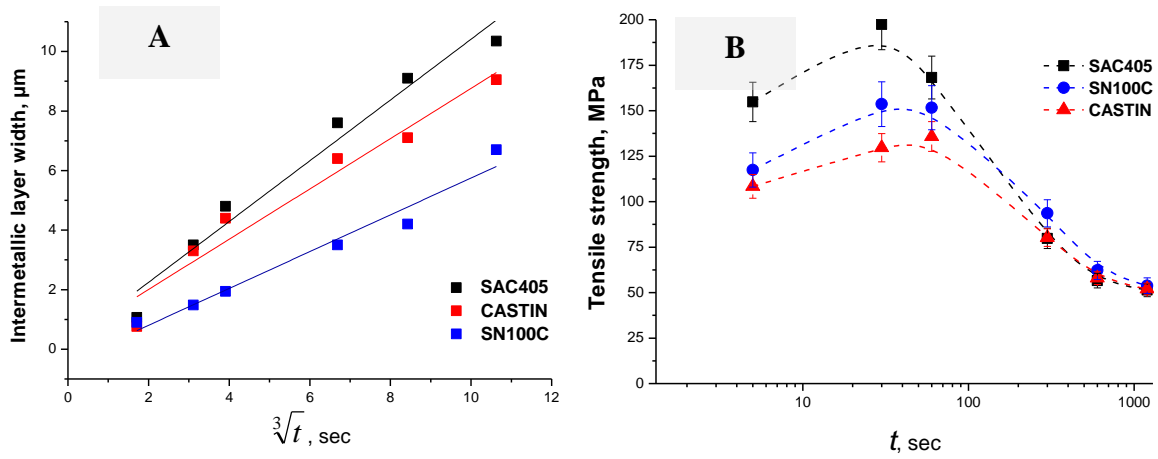 A
Intermetallic layer width, µm
10
8
6
4
2
0
SAC405
CASTIN
SN100C
0 2 4 6 8 10 12
∛t , sec
B
Tensile strength, MPa
200
175
150
125
100
75
50
25
0
SAC405
SN100C
CASTIN
10 100 1000
t, sec